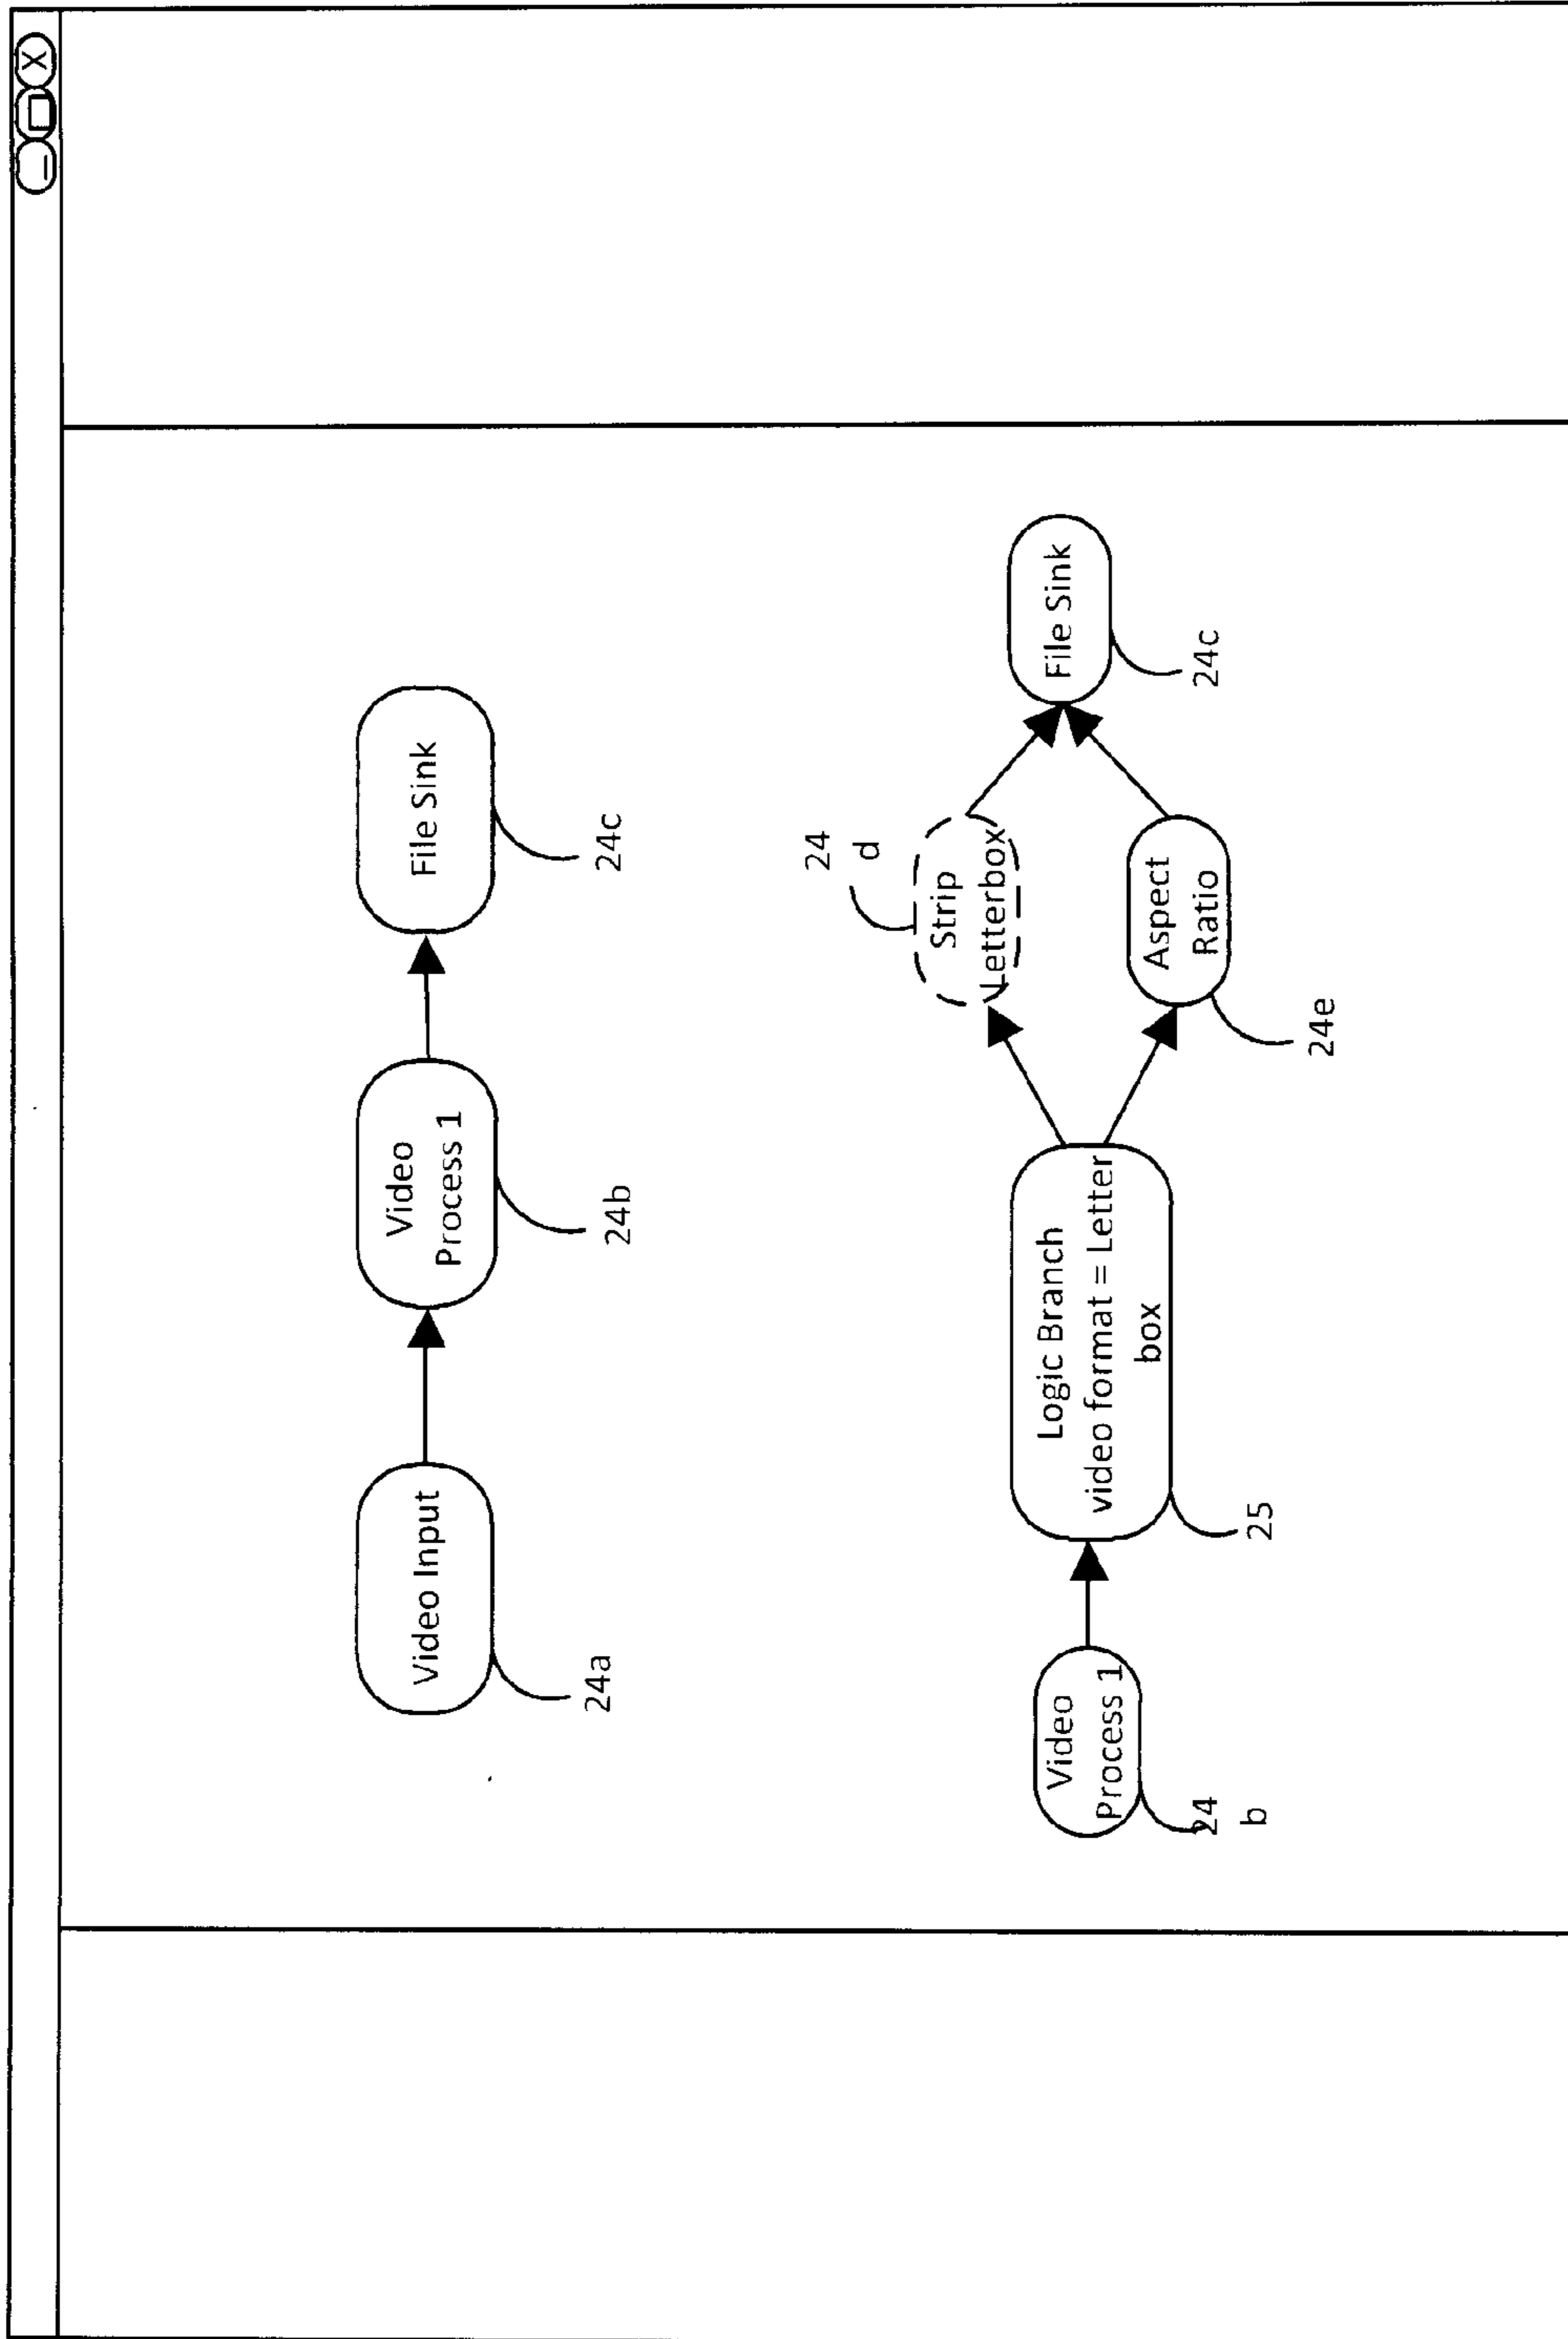 X
Video Input
24a
Video
Process 1
24b
File Sink
24c
Video
Process 1
24
b
Logic Branch
video format = Letter
box
25
Strip
Letterbox
24
d
Aspect
Ratio
24e
File Sink
24c